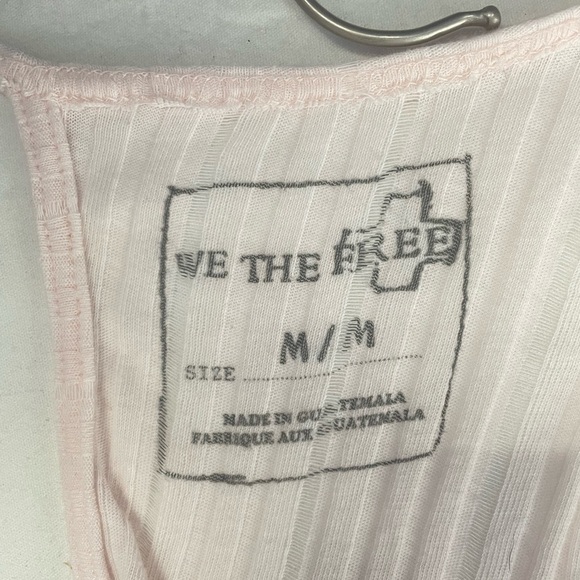 WE THE FREE
M/M
SIZE
MADE IN GUATEMALA
FABRIQUE AUX GUATEMALA